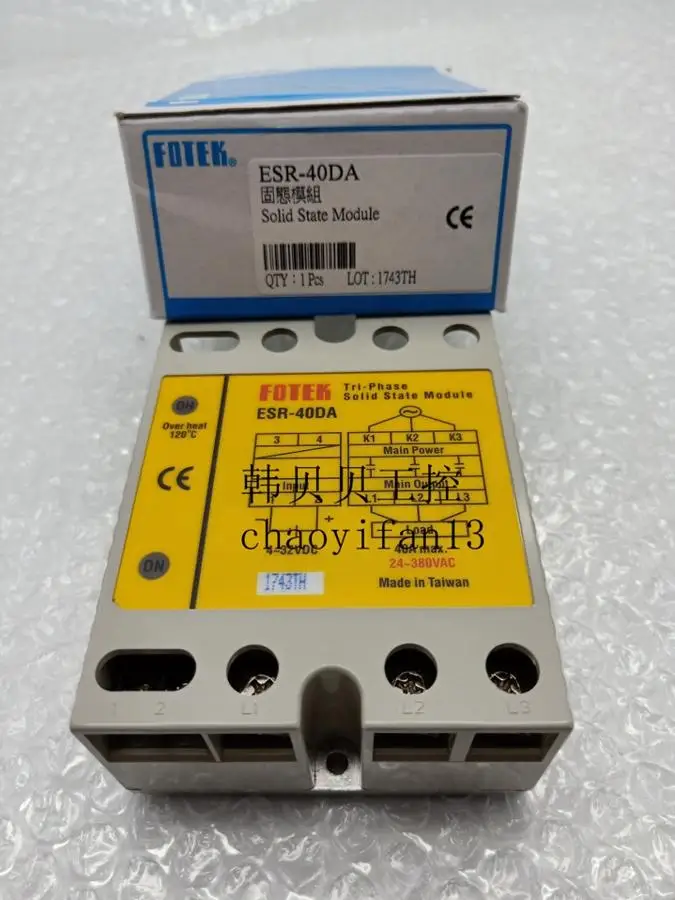 FOTEK®
ESR-40DA
固態模組
Solid State Module
QTY：1 Pcs LOT : 1743TH
CE
FOTEK Tri-Phase
Solid State Module
ESR-40DA
OH
Over heat
120°C
CE
ON
3 4
K1 K2 K3
Main Power
Input
Main Output
L1 L2 L3
+
Load
4~32VDC
40A max.
24~380VAC
1743TH
Made in Taiwan
韩贝贝工控
chaoyifan13
1 2 L1 L2 L3